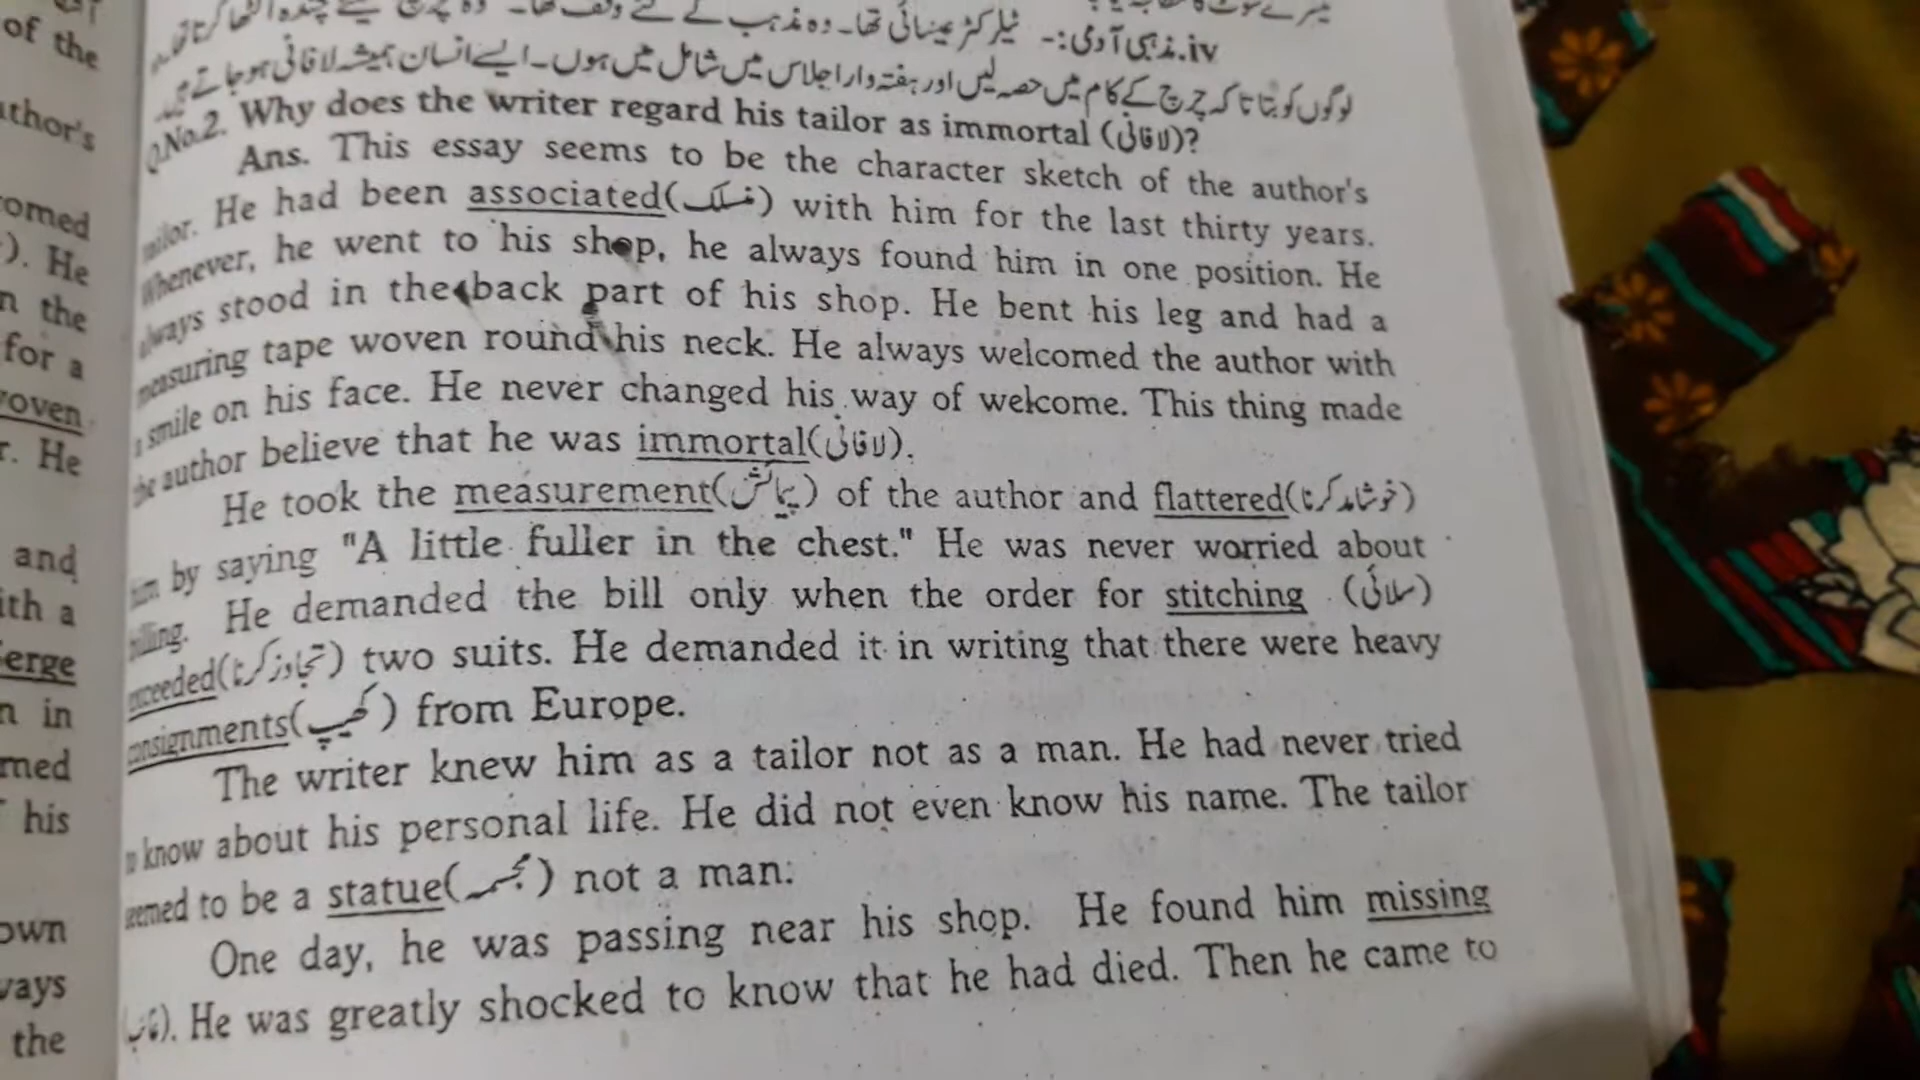 of the
thor's
omed
). He
n the
for a
oven
r. He
and
ith a
erge
n in
med
his
own
ways
the
iv. مذہبی آدمی:- ٹیلر کٹر عیسائی تھا۔ وہ مذہب کے لئے وقف تھا۔
لوگوں کو بتاتا کہ چرچ کے کام میں حصہ لیں اور ہفتہ وار اجلاس میں شامل ہوں۔ ایسے انسان ہمیشہ لافانی ہو جاتے
Q.No.2. Why does the writer regard his tailor as immortal (لافانی)?
Ans. This essay seems to be the character sketch of the author's
tailor. He had been associated(منسلک) with him for the last thirty years.
Whenever, he went to his shop, he always found him in one position. He
always stood in the back part of his shop. He bent his leg and had a
measuring tape woven round his neck. He always welcomed the author with
a smile on his face. He never changed his way of welcome. This thing made
the author believe that he was immortal(لافانی).
He took the measurement(پیمائش) of the author and flattered(خوشامد کرنا)
him by saying "A little fuller in the chest." He was never worried about
billing. He demanded the bill only when the order for stitching (سلائی)
exceeded(تجاوز کرنا) two suits. He demanded it in writing that there were heavy
consignments(کھیپ) from Europe.
The writer knew him as a tailor not as a man. He had never tried
to know about his personal life. He did not even know his name. The tailor
seemed to be a statue(مجسمہ) not a man.
One day, he was passing near his shop. He found him missing
(غائب). He was greatly shocked to know that he had died. Then he came to